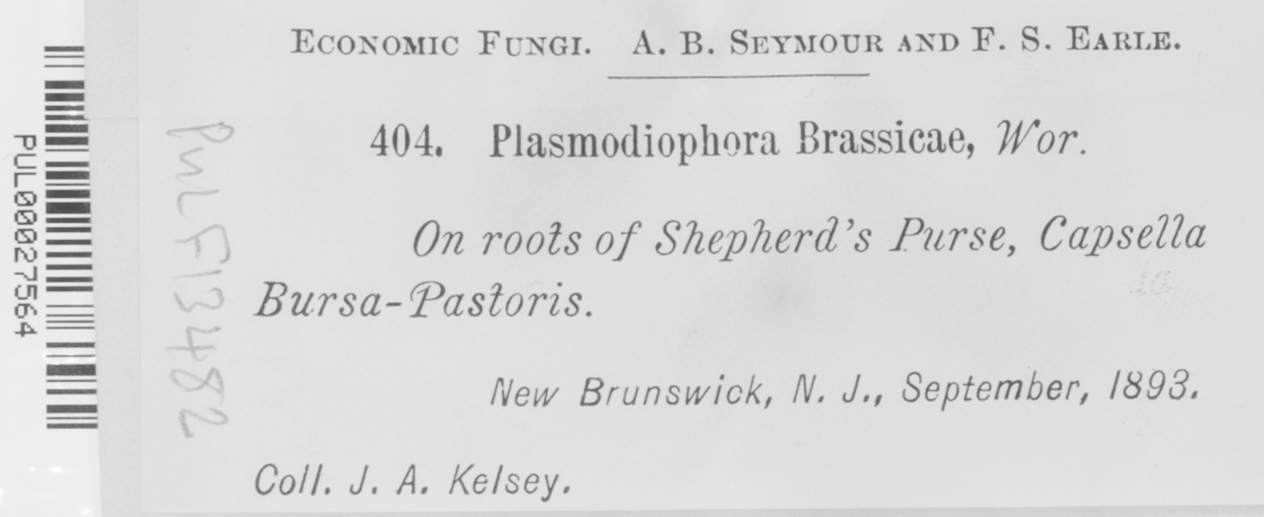 ECONOMIC FUNGI. A. B. SEYMOUR AND F. S. EARLE.
404. Plasmodiophora Brassicae, Wor.
On roots of Shepherd's Purse, Capsella
Bursa-Pastoris.
New Brunswick, N. J., September, 1893.
Coll. J. A. Kelsey.
PUL F13482
PUL00027564